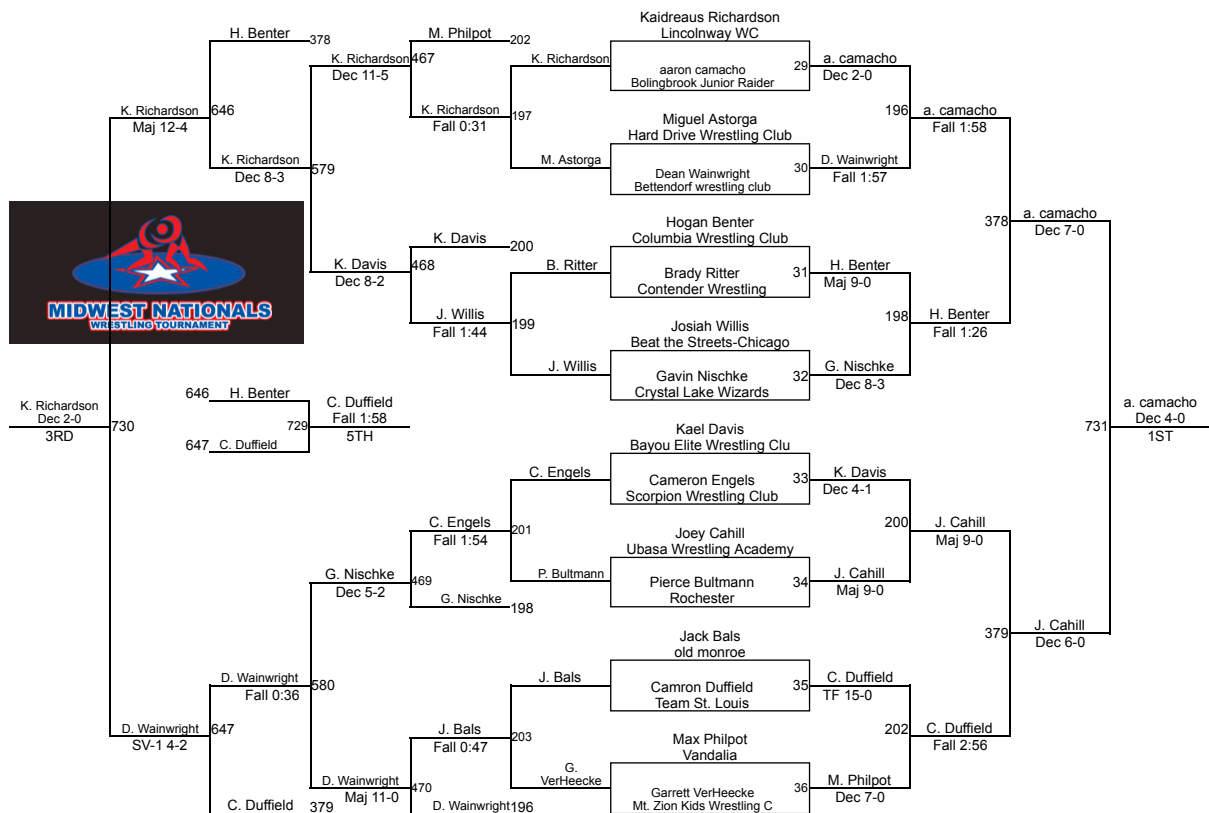 Kaidreaus Richardson
Lincolnway WC
H. Benter
378
M. Philpot
202
K. Richardson
467
Dec 11-5
K. Richardson
aaron camacho
Bolingbrook Junior Raider
29
a. camacho
Dec 2-0
K. Richardson
Maj 12-4
646
K. Richardson
Fall 0:31
197
Miguel Astorga
Hard Drive Wrestling Club
196
a. camacho
Fall 1:58
K. Richardson
Dec 8-3
579
M. Astorga
Dean Wainwright
Bettendorf wrestling club
30
D. Wainwright
Fall 1:57
MIDWEST NATIONALS
WRESTLING TOURNAMENT
Hogan Benter
Columbia Wrestling Club
378
a. camacho
Dec 7-0
K. Davis
200
K. Davis
Dec 8-2
468
B. Ritter
Brady Ritter
Contender Wrestling
31
H. Benter
Maj 9-0
J. Willis
Fall 1:44
199
Josiah Willis
Beat the Streets-Chicago
198
H. Benter
Fall 1:26
J. Willis
Gavin Nischke
Crystal Lake Wizards
32
G. Nischke
Dec 8-3
K. Richardson
Dec 2-0
3RD
730
646
H. Benter
647
C. Duffield
729
C. Duffield
Fall 1:58
5TH
731
a. camacho
Dec 4-0
1ST
Kael Davis
Bayou Elite Wrestling Clu
C. Engels
Cameron Engels
Scorpion Wrestling Club
33
K. Davis
Dec 4-1
C. Engels
Fall 1:54
201
Joey Cahill
Ubasa Wrestling Academy
200
J. Cahill
Maj 9-0
G. Nischke
Dec 5-2
469
P. Bultmann
Pierce Bultmann
Rochester
34
J. Cahill
Maj 9-0
G. Nischke
198
Jack Bals
old monroe
379
J. Cahill
Dec 6-0
D. Wainwright
Fall 0:36
580
J. Bals
Camron Duffield
Team St. Louis
35
C. Duffield
TF 15-0
D. Wainwright
SV-1 4-2
647
J. Bals
Fall 0:47
203
Max Philpot
Vandalia
202
C. Duffield
Fall 2:56
D. Wainwright
Maj 11-0
470
G.
VerHeecke
Garrett VerHeecke
Mt. Zion Kids Wrestling C
36
M. Philpot
Dec 7-0
C. Duffield
379
D. Wainwright
196